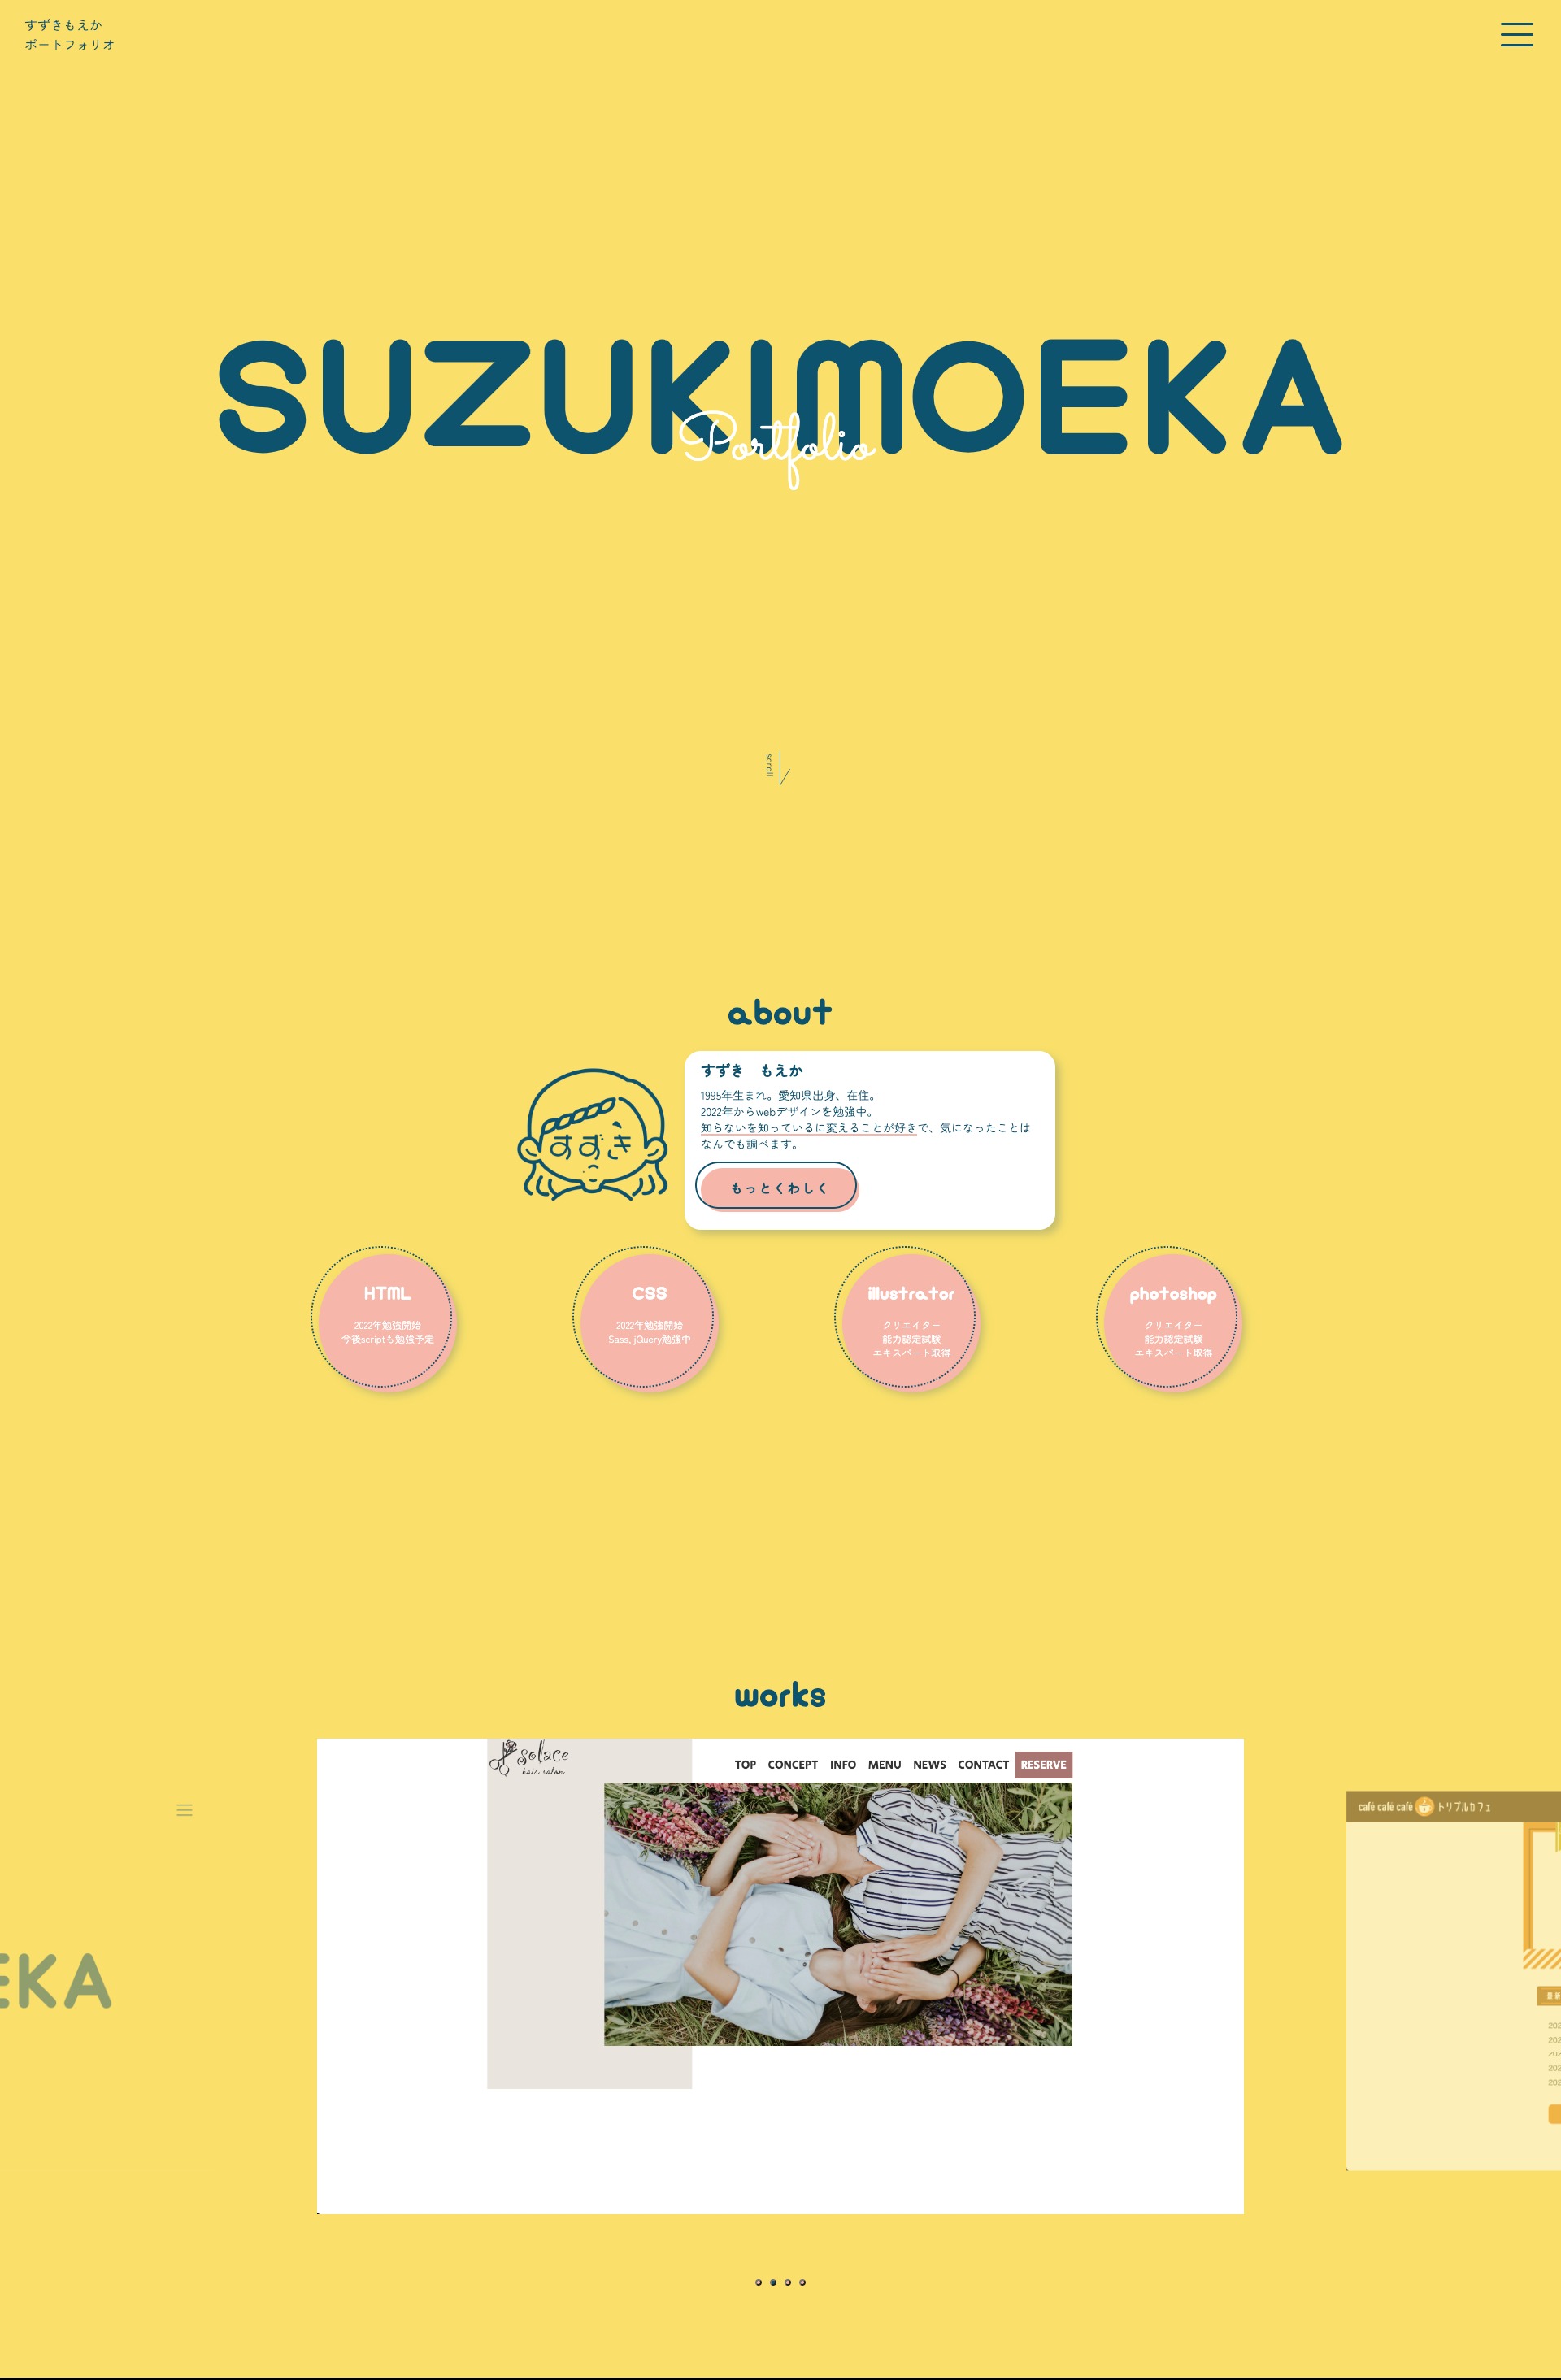 すずきもえか
ポートフォリオ
SUZUKIMOEKA
Portfolio
scroll
about
すずき
すずき　もえか
1995年生まれ。愛知県出身、在住。
2022年からwebデザインを勉強中。
知らないを知っているに変えることが好きで、気になったことは
なんでも調べます。
もっとくわしく
HTML
2022年勉強開始
今後scriptも勉強予定
CSS
2022年勉強開始
Sass, jQuery勉強中
illustrator
クリエイター
能力認定試験
エキスパート取得
photoshop
クリエイター
能力認定試験
エキスパート取得
works
EKA
solace
hair salon
TOP CONCEPT INFO MENU NEWS CONTACT RESERVE
café café café トリプルカフェ
202
202
202
202
202